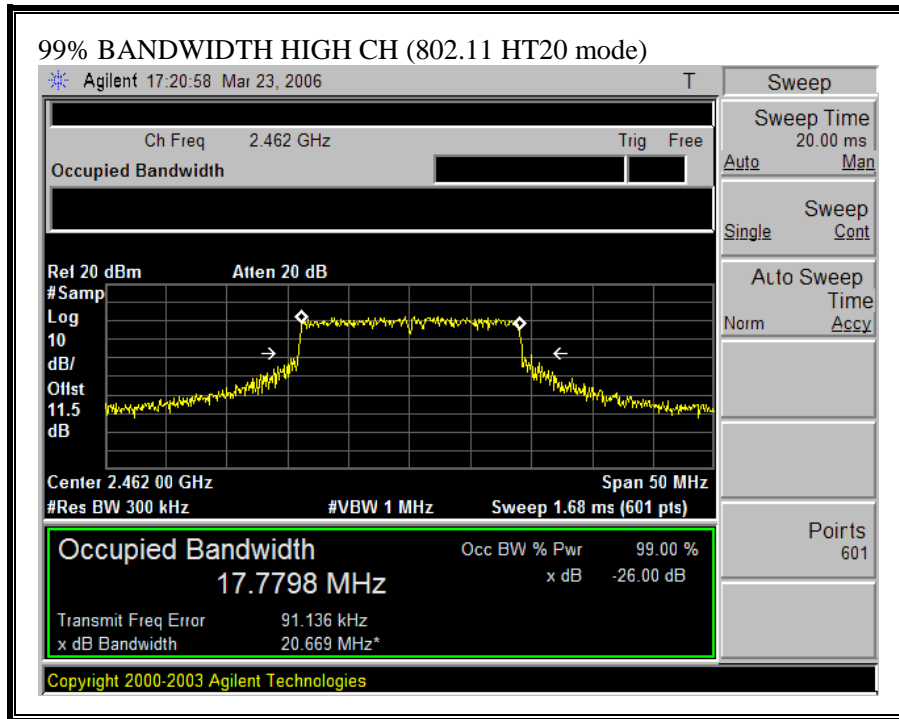 99% BANDWIDTH HIGH CH (802.11 HT20 mode)
Agilent 17:20:58 Mar 23, 2006 T
Sweep
Ch Freq 2.462 GHz Trig Free
Occupied Bandwidth
Sweep Time
20.00 ms
Auto Man
Sweep
Single Cont
Ref 20 dBm Atten 20 dB
#Samp
Log
10
dB/
Offst
11.5
dB
Auto Sweep
Time
Norm Accy
Center 2.462 00 GHz Span 50 MHz
#Res BW 300 kHz #VBW 1 MHz Sweep 1.68 ms (601 pts)
Occupied Bandwidth Occ BW % Pwr 99.00 %
17.7798 MHz x dB -26.00 dB
Transmit Freq Error 91.136 kHz
x dB Bandwidth 20.669 MHz*
Points
601
Copyright 2000-2003 Agilent Technologies